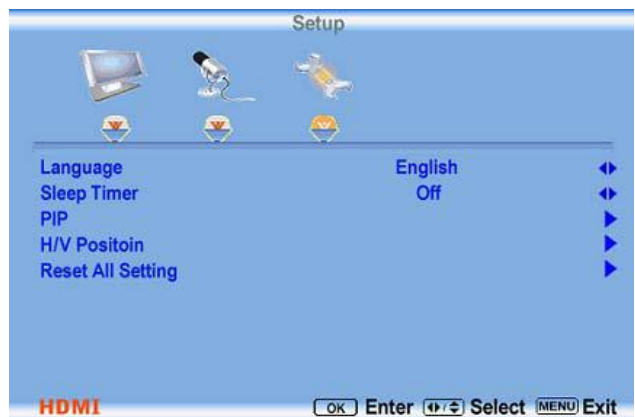 Setup
Language English
Sleep Timer Off
PIP
H/V Positoin
Reset All Setting
HDMI OK Enter Select MENU Exit